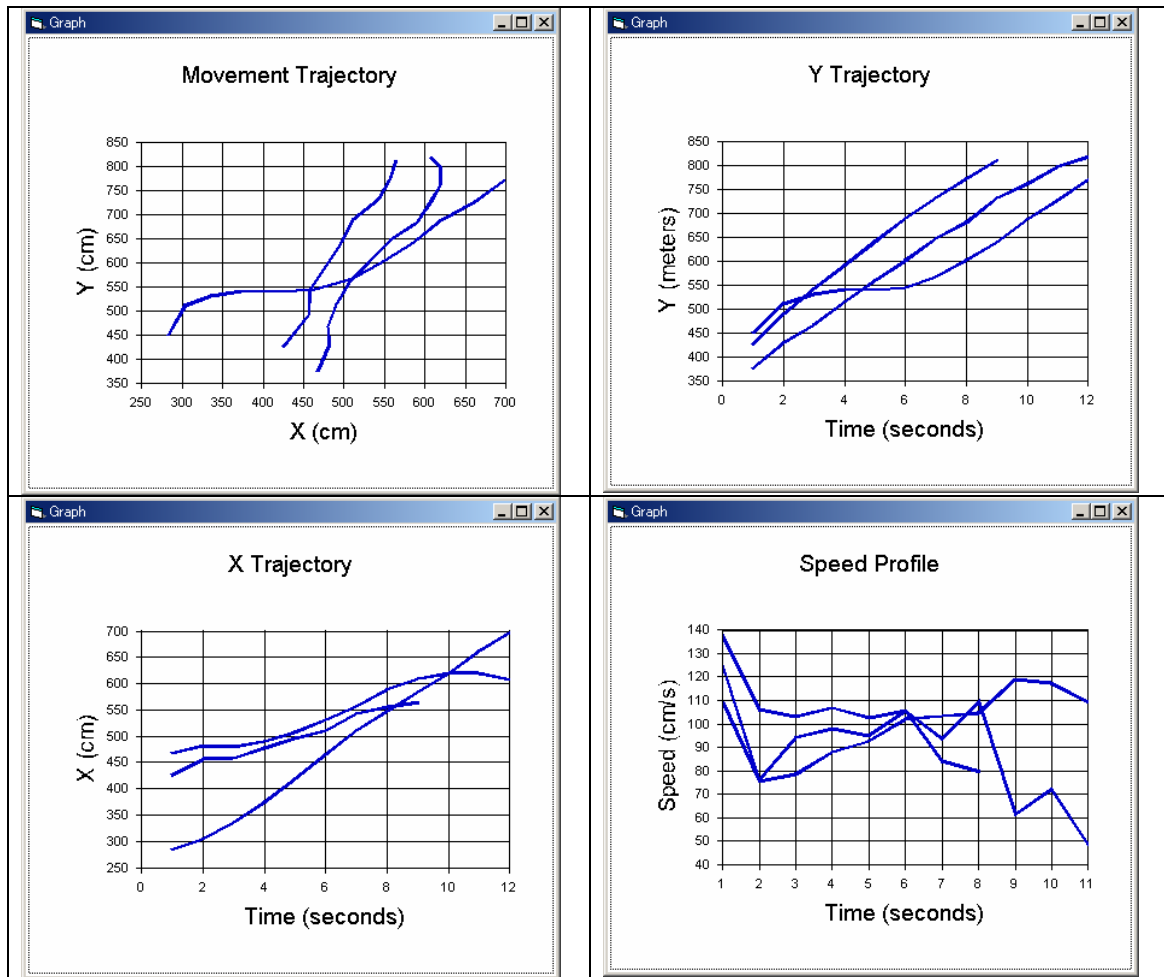 Graph
Movement Trajectory
850
800
750
700
650
600
550
500
450
400
350
Y (cm)
250 300 350 400 450 500 550 600 650 700
X (cm)
Graph
Y Trajectory
850
800
750
700
650
600
550
500
450
400
350
Y (meters)
0 2 4 6 8 10 12
Time (seconds)
Graph
X Trajectory
700
650
600
550
500
450
400
350
300
250
X (cm)
0 2 4 6 8 10 12
Time (seconds)
Graph
Speed Profile
140
130
120
110
100
90
80
70
60
50
40
Speed (cm/s)
1 2 3 4 5 6 7 8 9 10 11
Time (seconds)